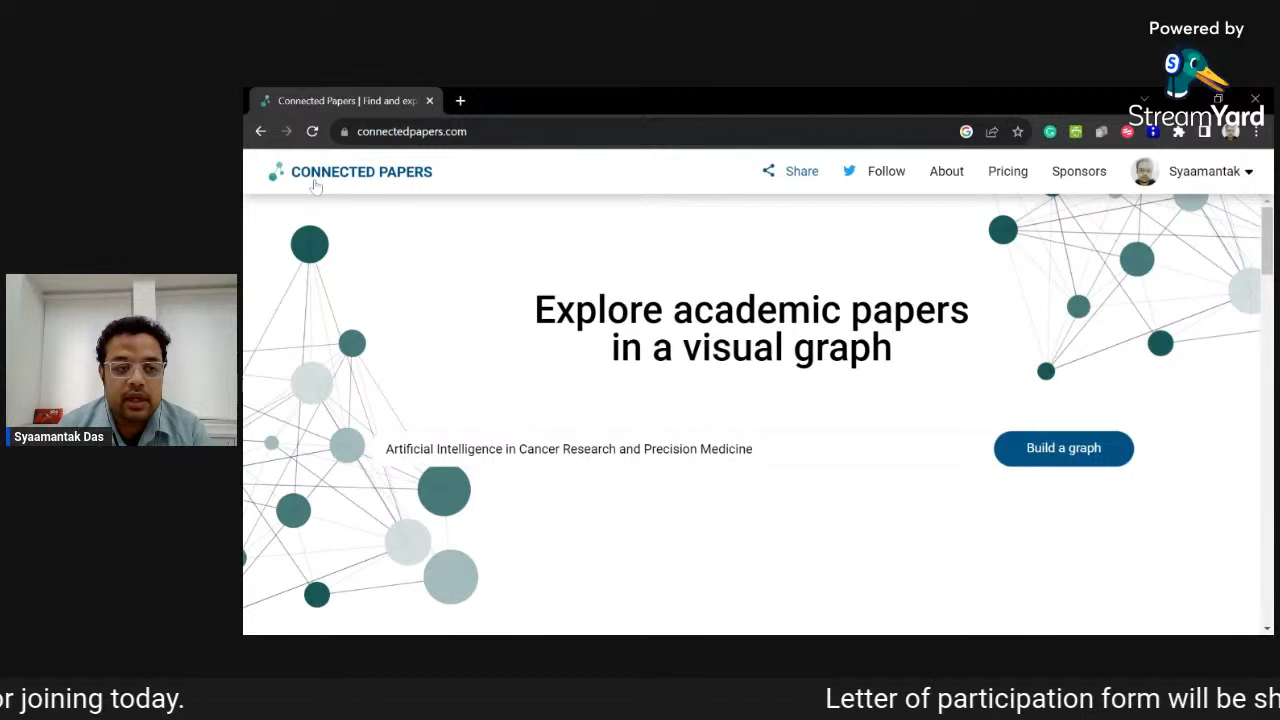 Powered by
StreamYard
Connected Papers | Find and exp
connectedpapers.com
CONNECTED PAPERS
Share
Follow
About
Pricing
Sponsors
Syaamantak
Explore academic papers
in a visual graph
Artificial Intelligence in Cancer Research and Precision Medicine
Build a graph
Syaamantak Das
or joining today.
Letter of participation form will be sh